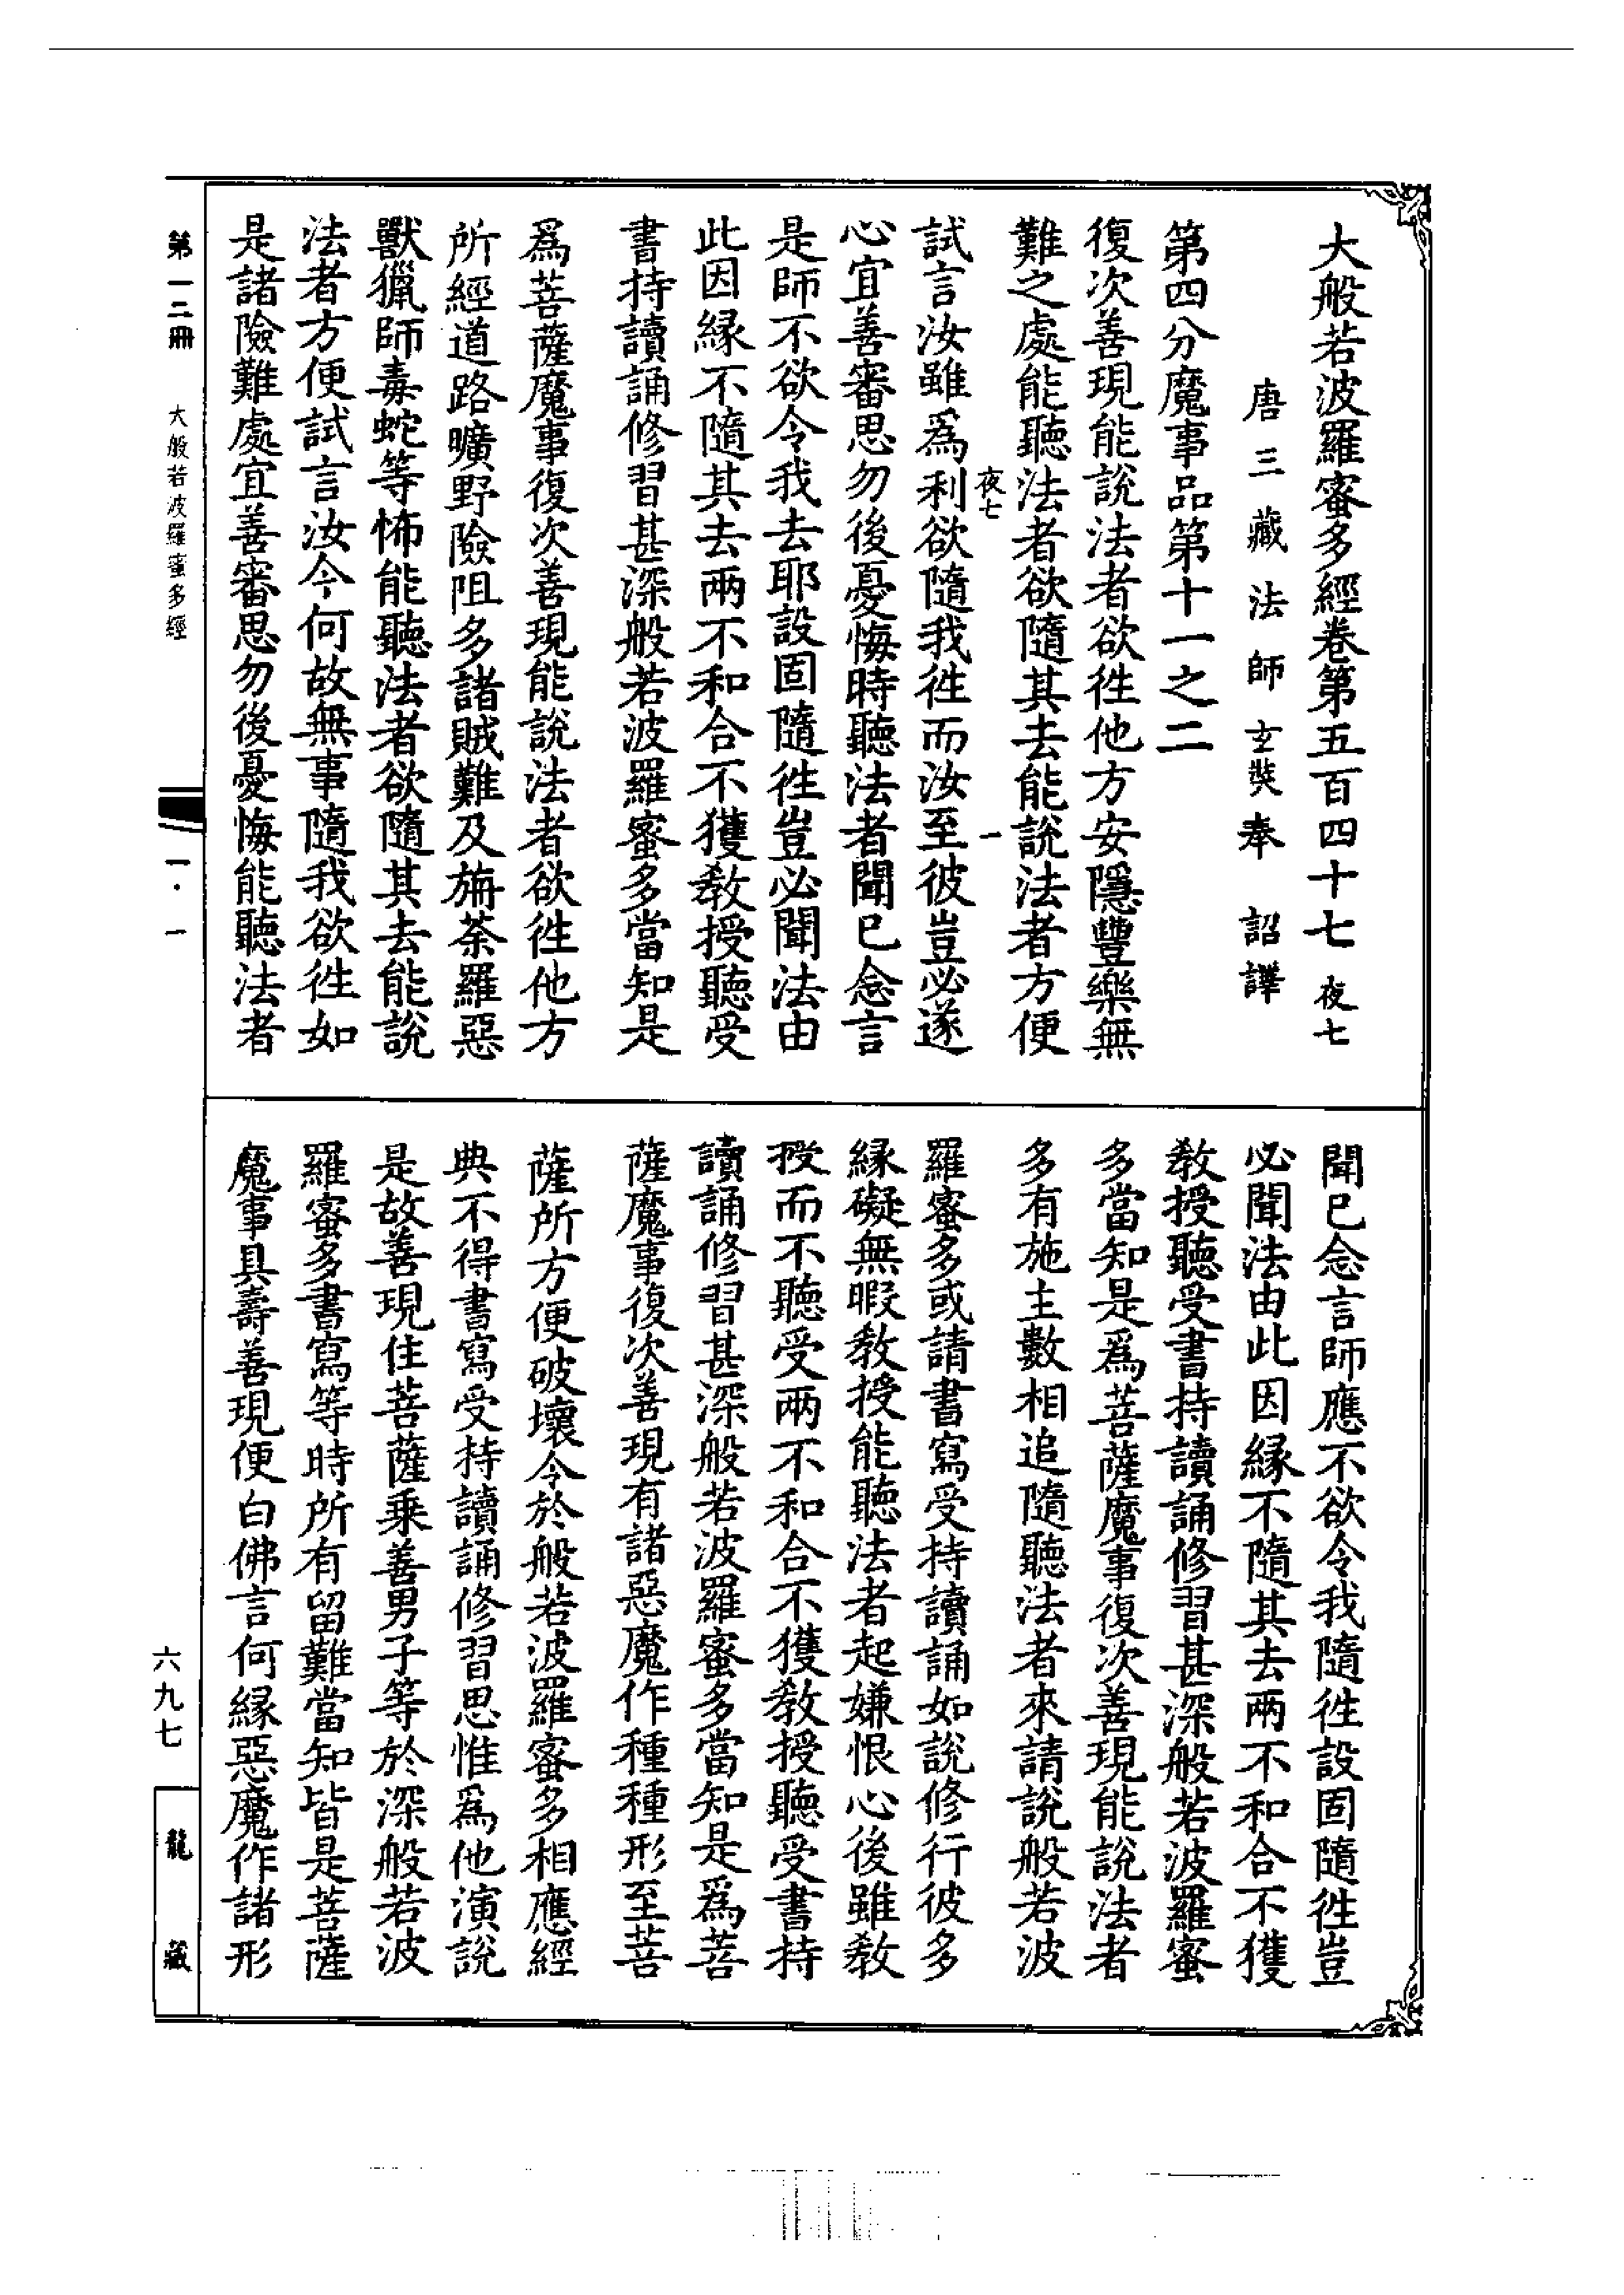 大般若波羅蜜多經卷第五百四十七 夜七
唐三藏法師玄奘奉 詔譯
第四分魔事品第十一之二
復次善現能說法者欲徃他方安隱豐樂無
難之處能聽法者欲隨其去能說法者方便
夜七 一
試言汝雖爲利欲隨我徃而汝至彼豈必遂
心宜善審思勿後憂悔時聽法者聞已念言
是師不欲令我去耶設固隨徃豈必聞法由
此因縁不隨其去兩不和合不獲敎授聽受
書持讀誦修習甚深般若波羅蜜多當知是
爲菩薩魔事復次善現能說法者欲徃他方
所經道路曠野險阻多諸賊難及旃荼羅惡
獸獵師毒蛇等怖能聽法者欲隨其去能說
法者方便試言汝今何故無事隨我欲徃如
是諸險難處宜善審思勿後憂悔能聽法者
聞已念言師應不欲令我隨徃設固隨徃豈
必聞法由此因縁不隨其去兩不和合不獲
敎授聽受書持讀誦修習甚深般若波羅蜜
多當知是爲菩薩魔事復次善現能說法者
多有施主數相追隨聽法者來請說般若波
羅蜜多或請書寫受持讀誦如說修行彼多
縁礙無暇敎授能聽法者起嫌恨心後雖敎
授而不聽受兩不和合不獲敎授聽受書持
讀誦修習甚深般若波羅蜜多當知是爲菩
薩魔事復次善現有諸惡魔作種種形至菩
薩所方便破壞令於般若波羅蜜多相應經
典不得書寫受持讀誦修習思惟爲他演說
是故善現住菩薩乘善男子等於深般若波
羅蜜多書寫等時所有留難當知皆是菩薩
魔事具壽善現便白佛言何縁惡魔作諸形
第一二冊 大般若波羅蜜多經 一·一
六九七
龍藏